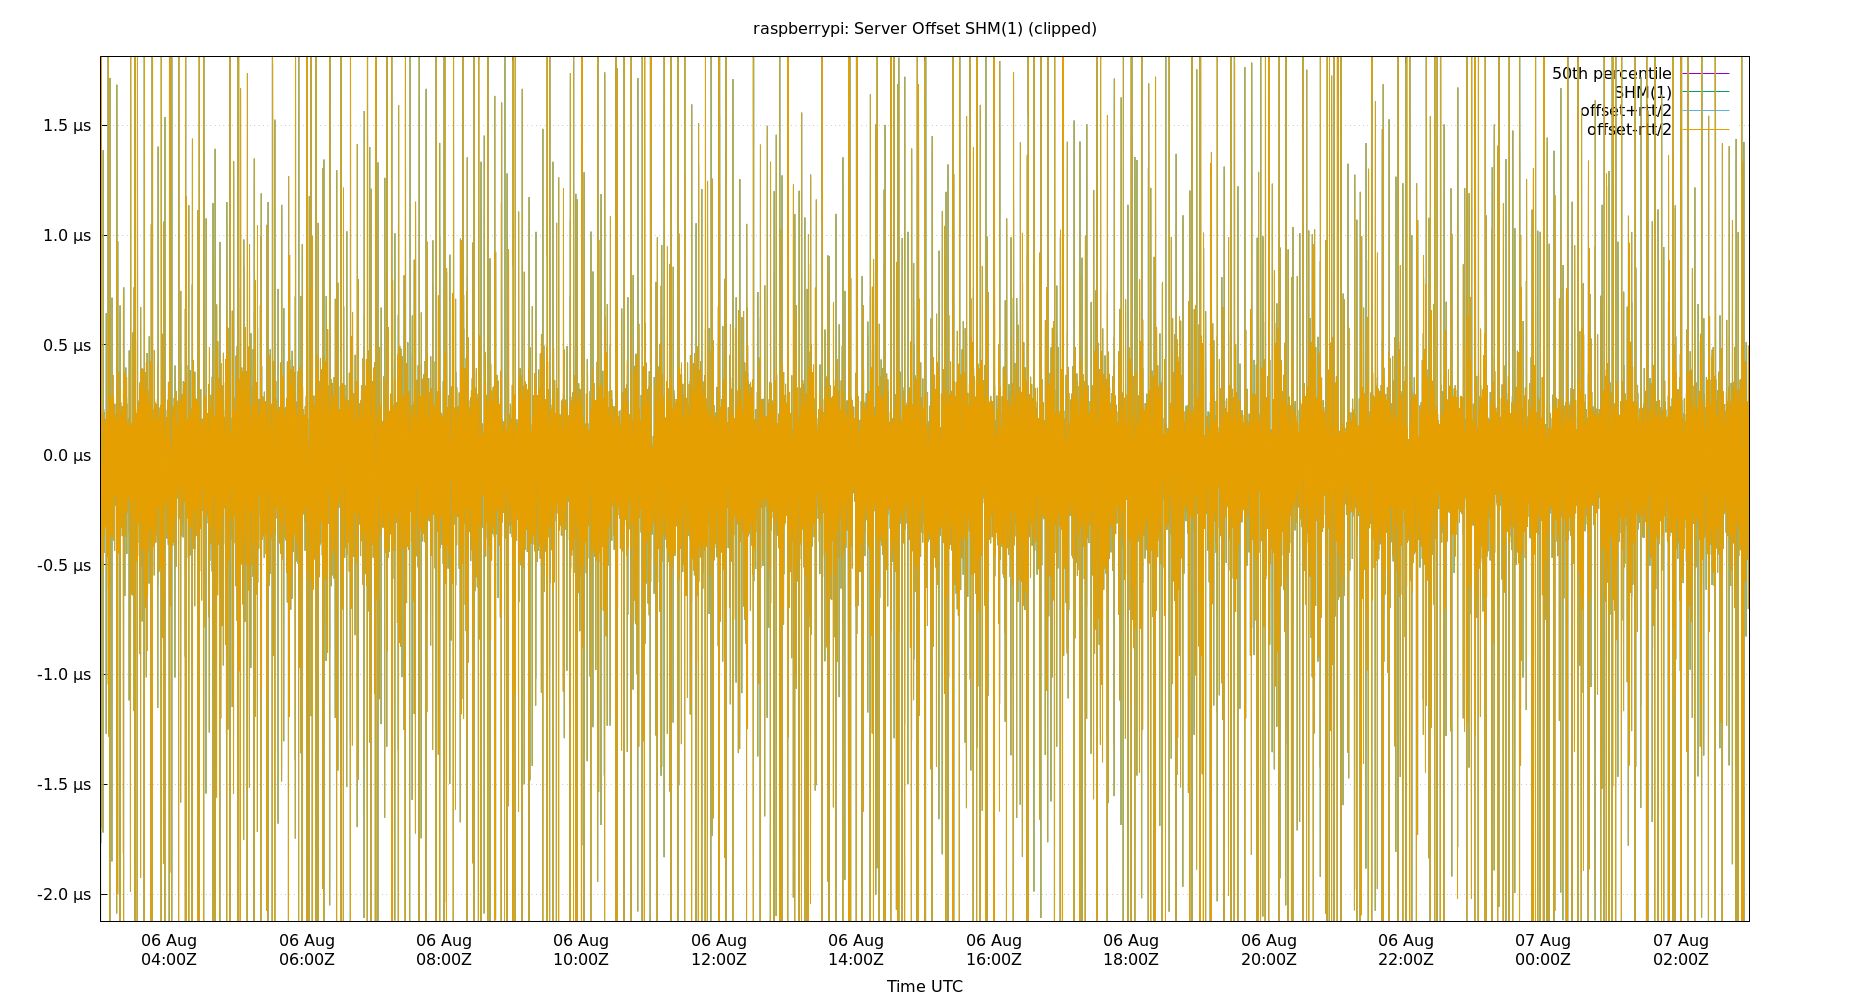 raspberrypi: Server Offset SHM(1) (clipped)
50th percentile
SHM(1)
offset+rtt/2
offset-rtt/2
1.5 µs
1.0 µs
0.5 µs
0.0 µs
-0.5 µs
-1.0 µs
-1.5 µs
-2.0 µs
06 Aug 06 Aug 06 Aug 06 Aug 06 Aug 06 Aug 06 Aug 06 Aug 06 Aug 06 Aug 07 Aug 07 Aug
04:00Z 06:00Z 08:00Z 10:00Z 12:00Z 14:00Z 16:00Z 18:00Z 20:00Z 22:00Z 00:00Z 02:00Z
Time UTC